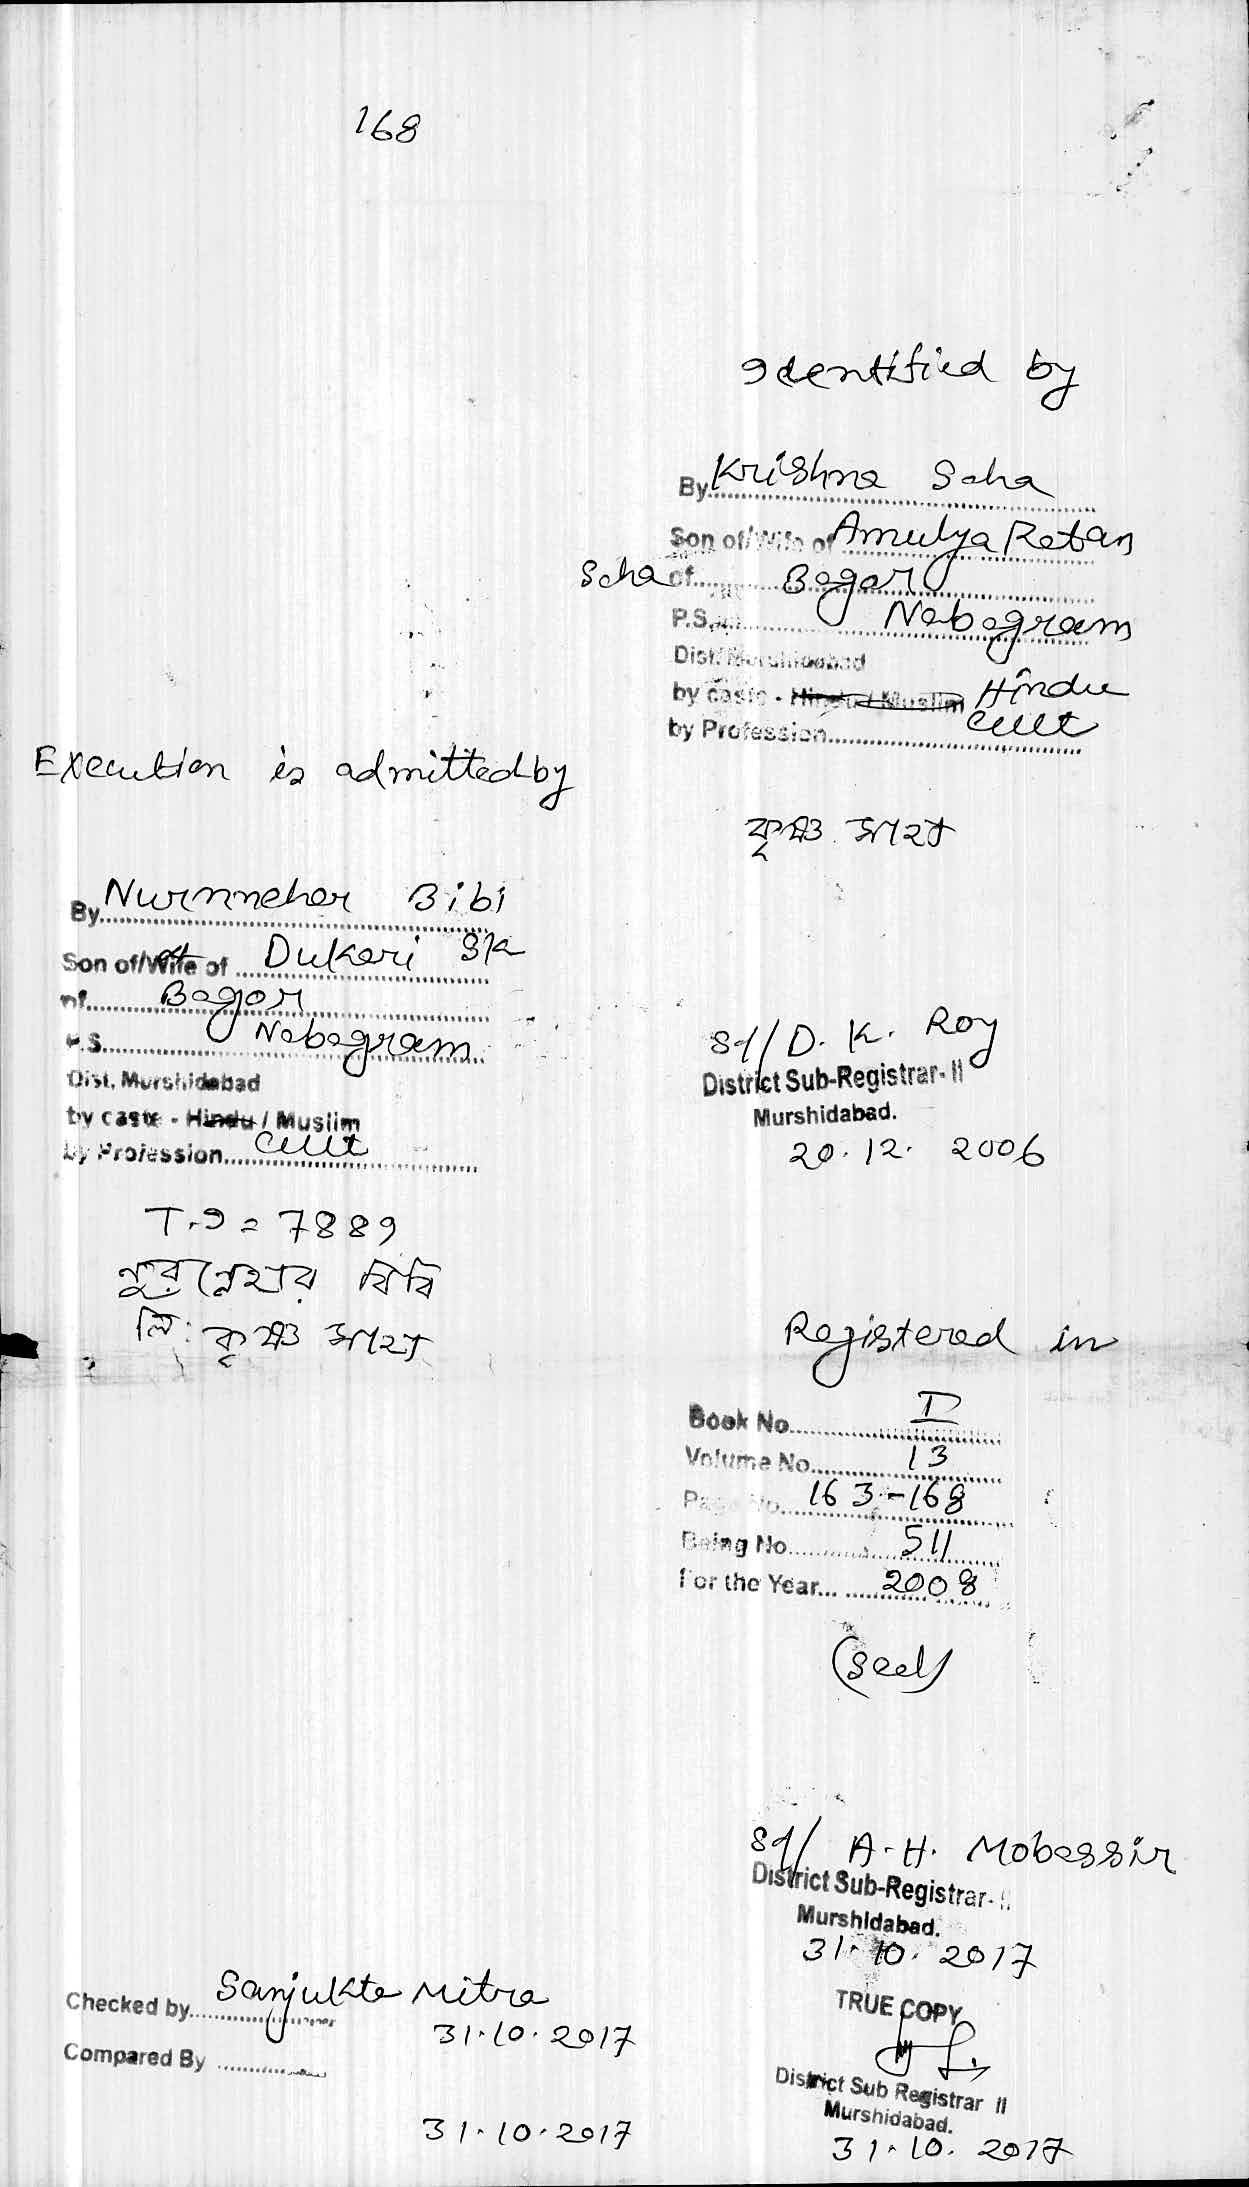 168
Identified by
By Krishna Saha
Son of/Wife of Amulya Ratan
Saha of Bagar
P.S. Nabagram
Dist. Murshidabad
by caste - Hindu / Muslim Hindu
by Profession Cult
কৃষ্ণ সাহা
Execution is admitted by
By Nurnnehar Bibi
Son of/Wife of Dukari Sk
of Bagar
P.S. Nabagram
Dist. Murshidabad
by caste - Hindu / Muslim
by Profession Cult
T.I = 7889
নুরন্নেহার বিবি
লি: কৃষ্ণ সাহা
Sd/ D. K. Roy
District Sub-Registrar- II
Murshidabad.
20.12. 2006
Registered in
Book No. I
Volume No. 13
Page No. 163-168
Being No. 511
for the Year 2008
(Seal)
Sd/ A.H. Mobassir
District Sub-Registrar- II
Murshidabad.
31.10.2017
TRUE COPY
District Sub Registrar II
Murshidabad.
31.10.2017
Checked by Sanjukta Mitra
31.10.2017
Compared By
31.10.2017